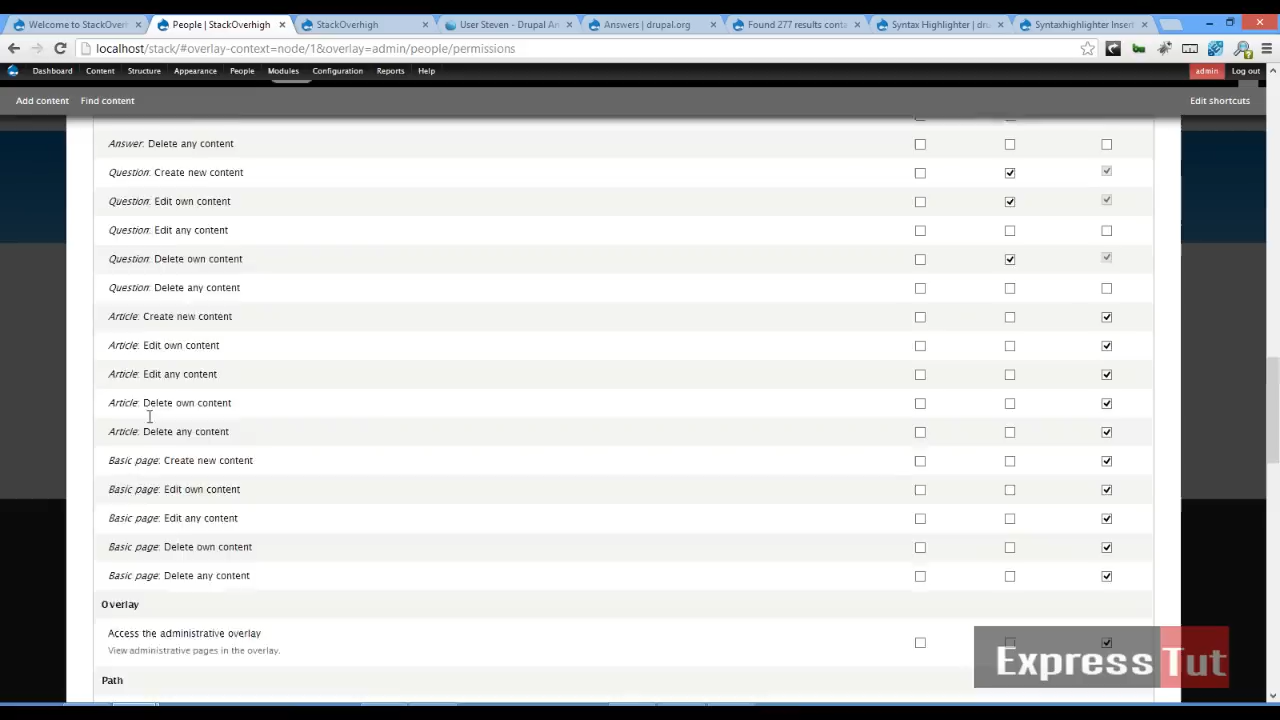 Welcome to StackOverh
People | StackOverhigh
StackOverhigh
User Steven - Drupal An
Answers | drupal.org
Found 277 results cont
Syntax Highlighter | dru
Syntaxhighlighter Inser
localhost/stack/#overlay-context=node/1&overlay=admin/people/permissions
Dashboard Content Structure Appearance People Modules Configuration Reports Help admin Log out
Add content Find content Edit shortcuts
Answer: Delete any content
Question: Create new content
Question: Edit own content
Question: Edit any content
Question: Delete own content
Question: Delete any content
Article: Create new content
Article: Edit own content
Article: Edit any content
Article: Delete own content
Article: Delete any content
Basic page: Create new content
Basic page: Edit own content
Basic page: Edit any content
Basic page: Delete own content
Basic page: Delete any content
Overlay
Access the administrative overlay
View administrative pages in the overlay.
Express Tut
Path